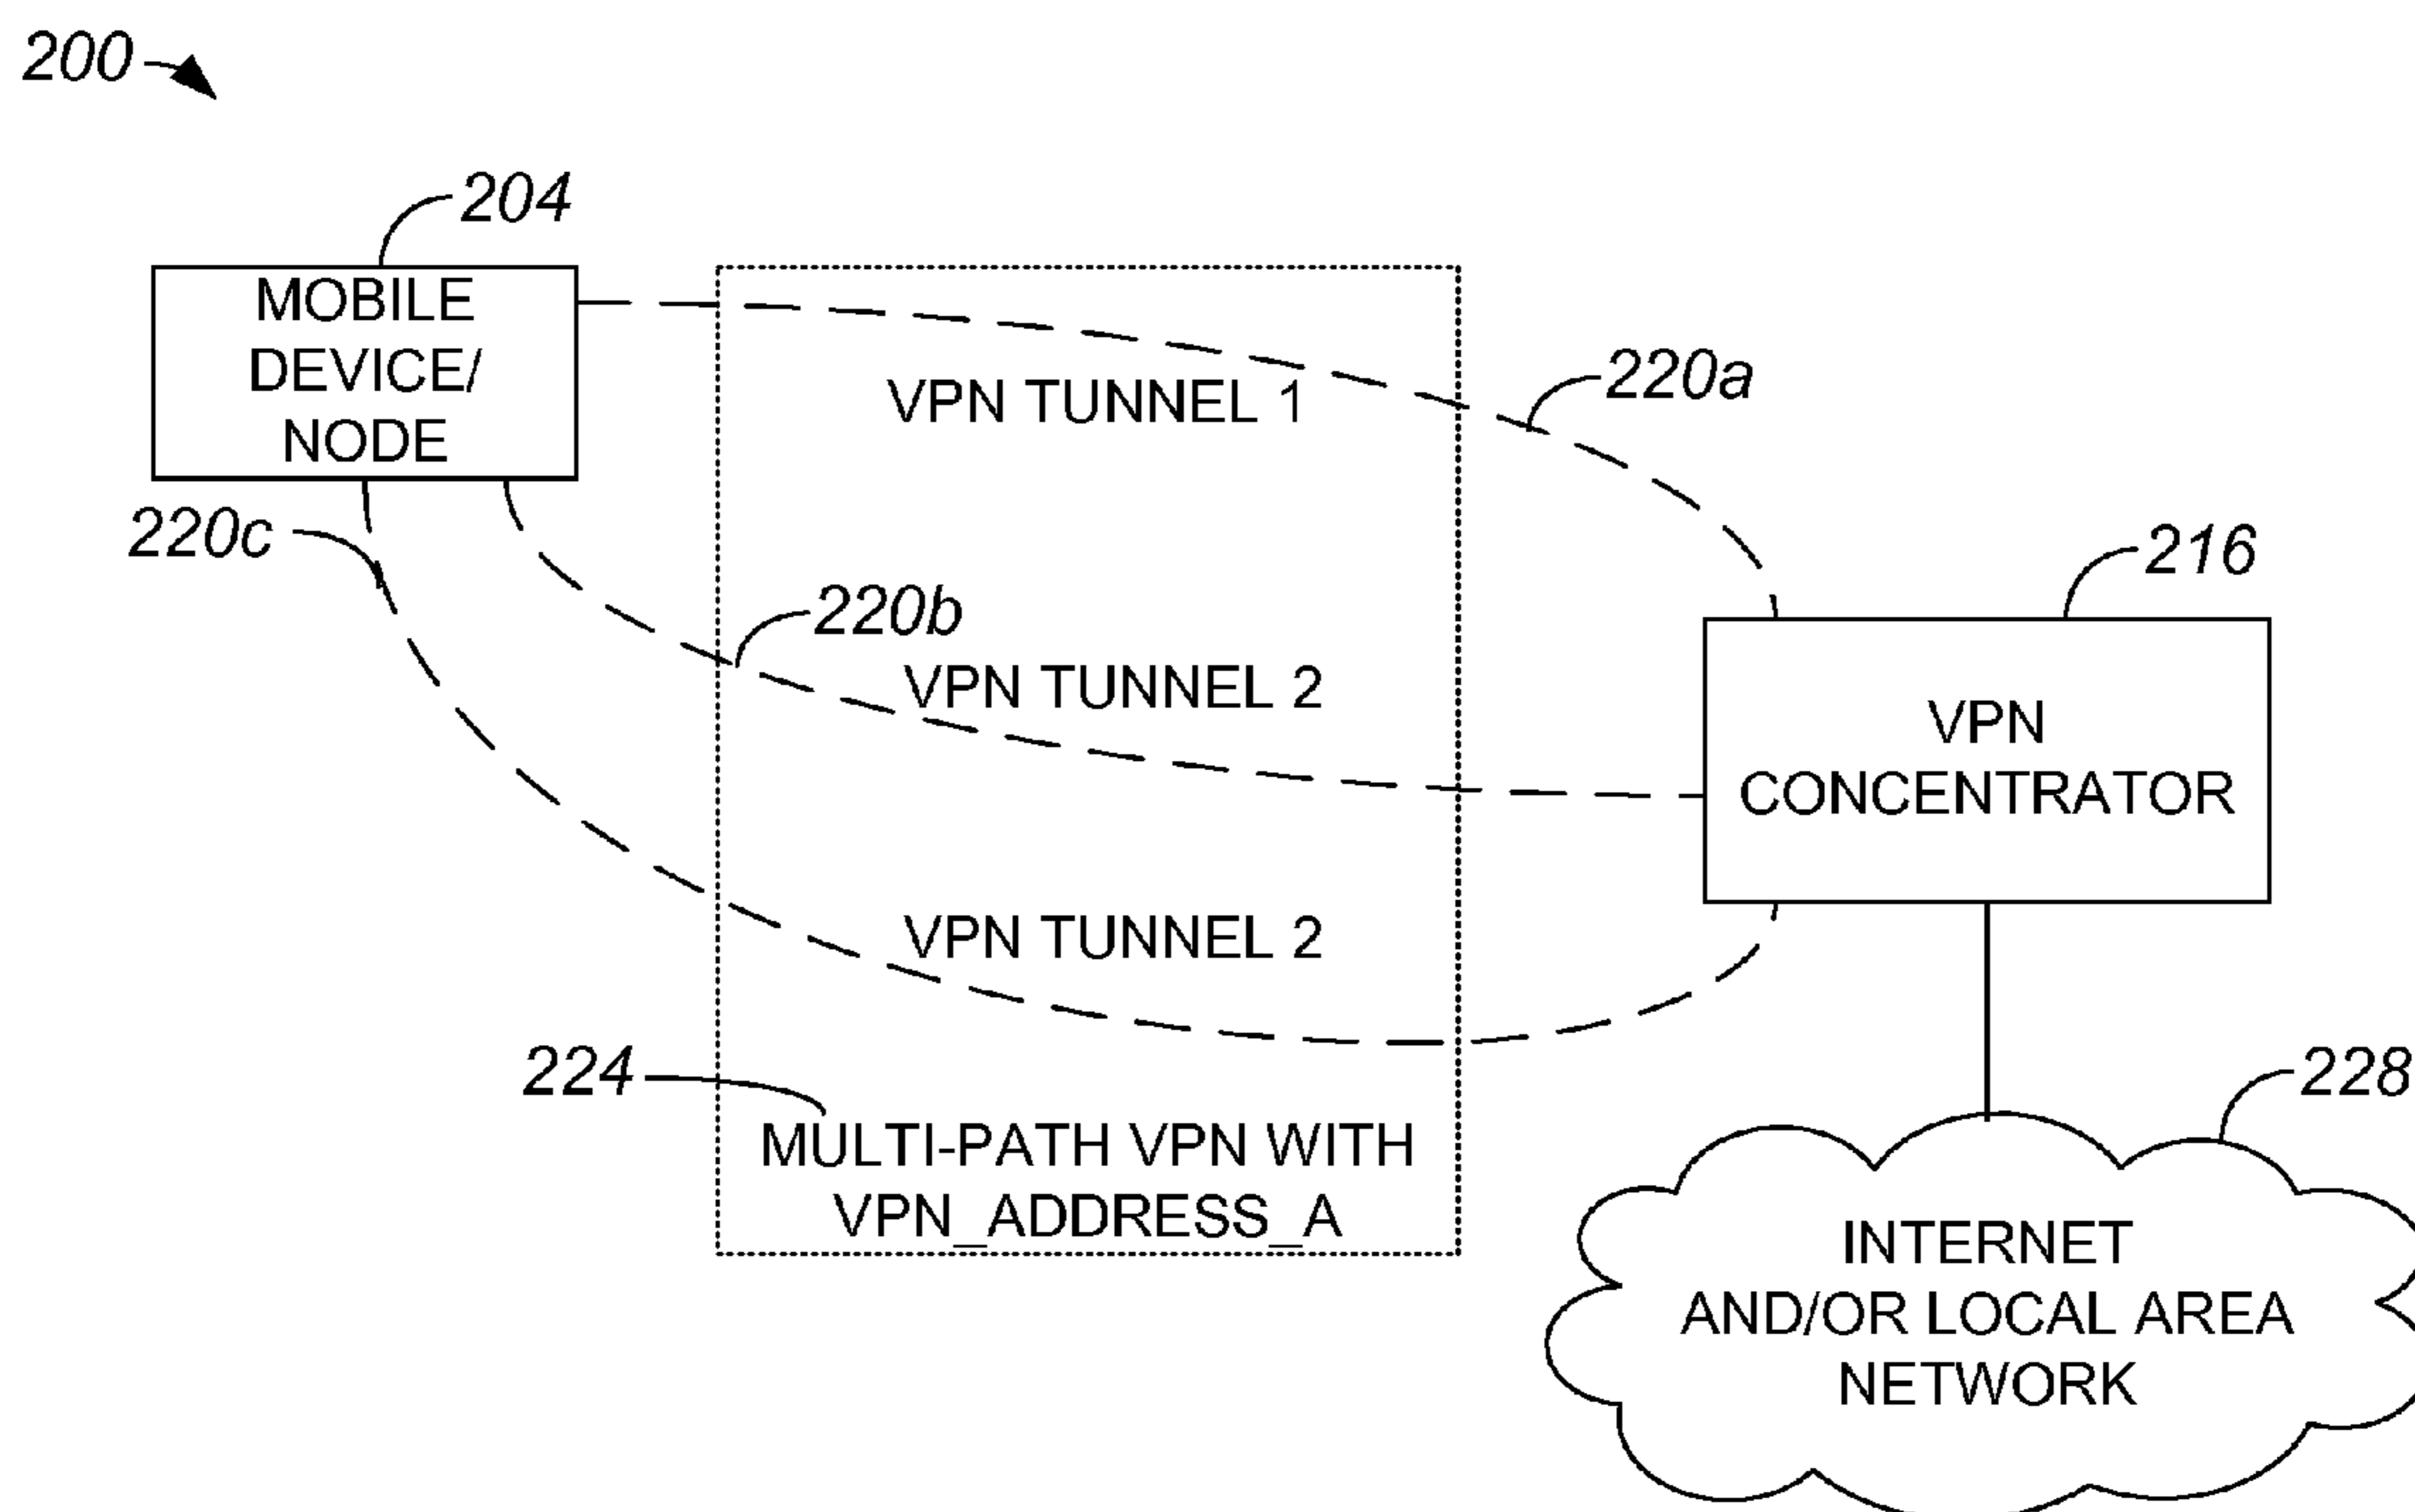 200
204
MOBILE
DEVICE/
NODE
220a
VPN TUNNEL 1
220c
216
220b
VPN TUNNEL 2
VPN
CONCENTRATOR
VPN TUNNEL 2
224
228
MULTI-PATH VPN WITH
VPN_ADDRESS_A
INTERNET
AND/OR LOCAL AREA
NETWORK